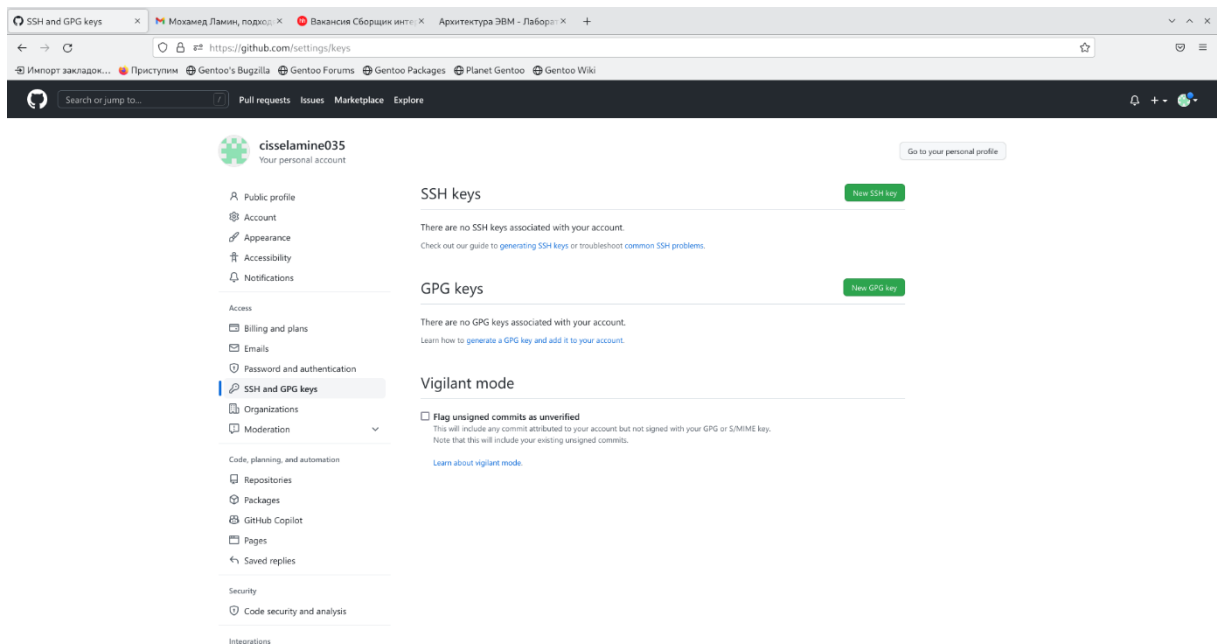 SSH and GPG keys
Мохамед Ламин, подход
Вакансия Сборщик инте
Архитектура ЭВМ - Лаборат
https://github.com/settings/keys
Импорт закладок... Приступим Gentoo's Bugzilla Gentoo Forums Gentoo Packages Planet Gentoo Gentoo Wiki
Search or jump to... / Pull requests Issues Marketplace Explore
cisselamine035
Your personal account
Go to your personal profile
Public profile
Account
Appearance
Accessibility
Notifications
Access
Billing and plans
Emails
Password and authentication
SSH and GPG keys
Organizations
Moderation
Code, planning, and automation
Repositories
Packages
GitHub Copilot
Pages
Saved replies
Security
Code security and analysis
Integrations
SSH keys
New SSH key
There are no SSH keys associated with your account.
Check out our guide to generating SSH keys or troubleshoot common SSH problems.
GPG keys
New GPG key
There are no GPG keys associated with your account.
Learn how to generate a GPG key and add it to your account.
Vigilant mode
Flag unsigned commits as unverified
This will include any commit attributed to your account but not signed with your GPG or S/MIME key.
Note that this will include your existing unsigned commits.
Learn about vigilant mode.